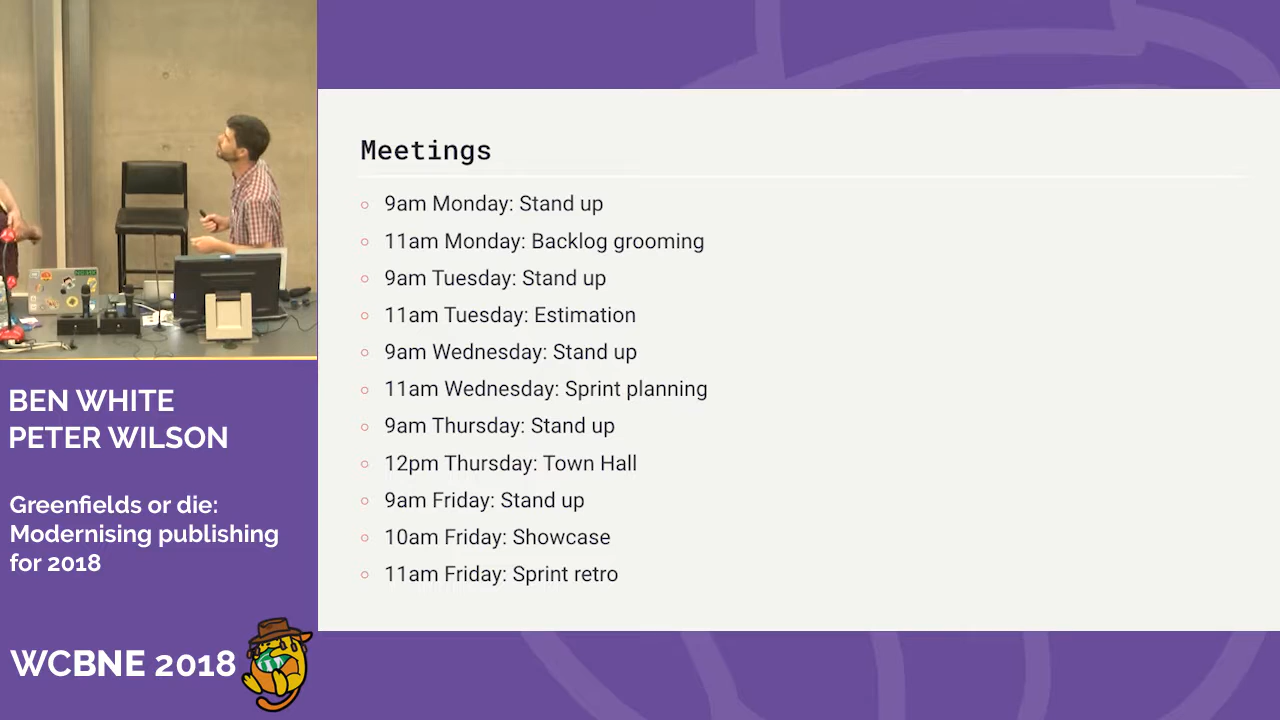 Meetings
9am Monday: Stand up
11am Monday: Backlog grooming
9am Tuesday: Stand up
11am Tuesday: Estimation
9am Wednesday: Stand up
11am Wednesday: Sprint planning
9am Thursday: Stand up
12pm Thursday: Town Hall
9am Friday: Stand up
10am Friday: Showcase
11am Friday: Sprint retro
BEN WHITE
PETER WILSON
Greenfields or die:
Modernising publishing
for 2018
WCBNE 2018